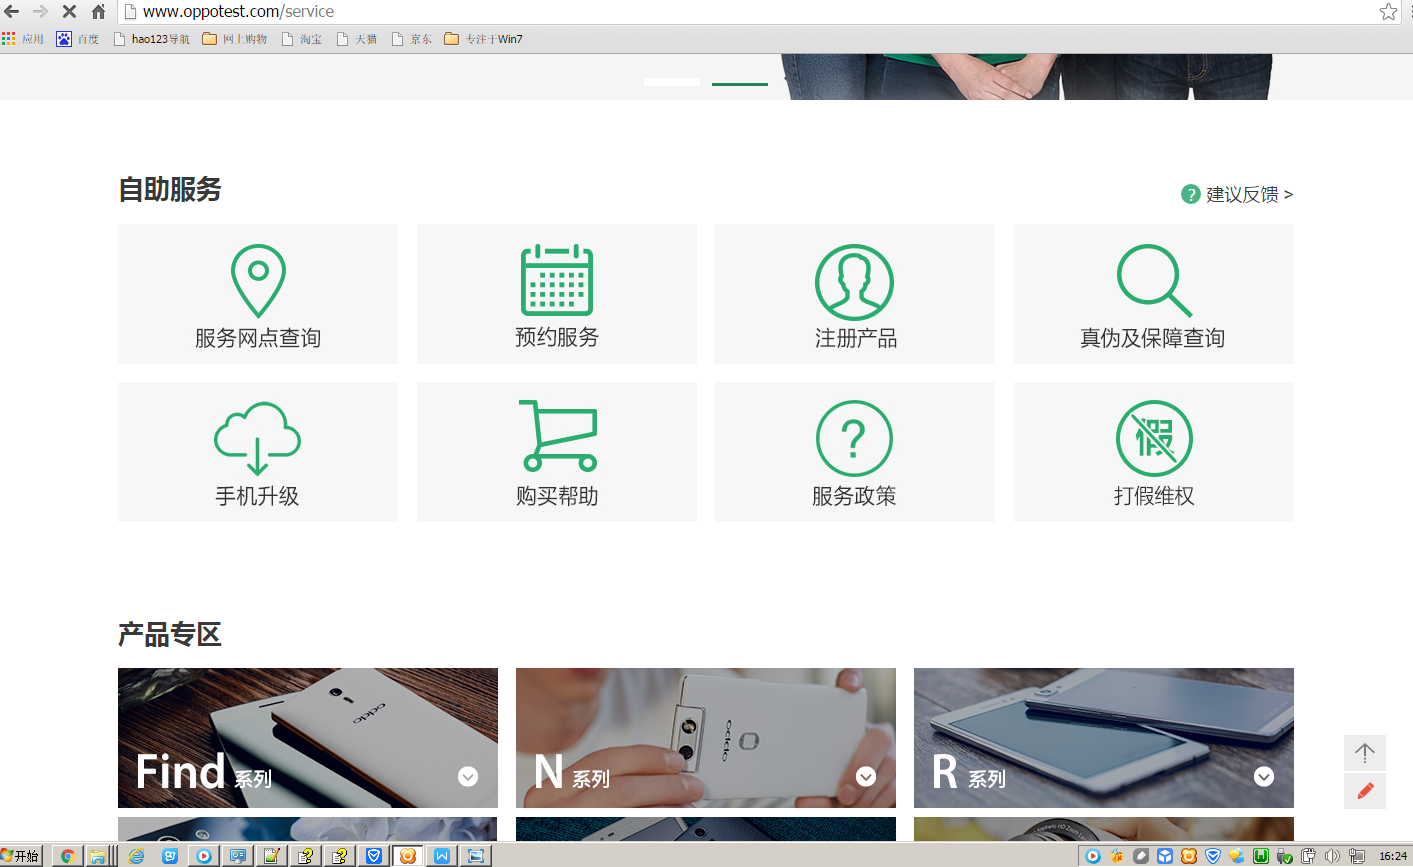 www.oppotest.com/service
应用 百度 hao123导航 网上购物 淘宝 天猫 京东 专注于Win7
自助服务
? 建议反馈 >
服务网点查询 预约服务 注册产品 真伪及保障查询
? 假
手机升级 购买帮助 服务政策 打假维权
产品专区
oppo oppo
Find 系列 N 系列 R 系列
开始 16:24